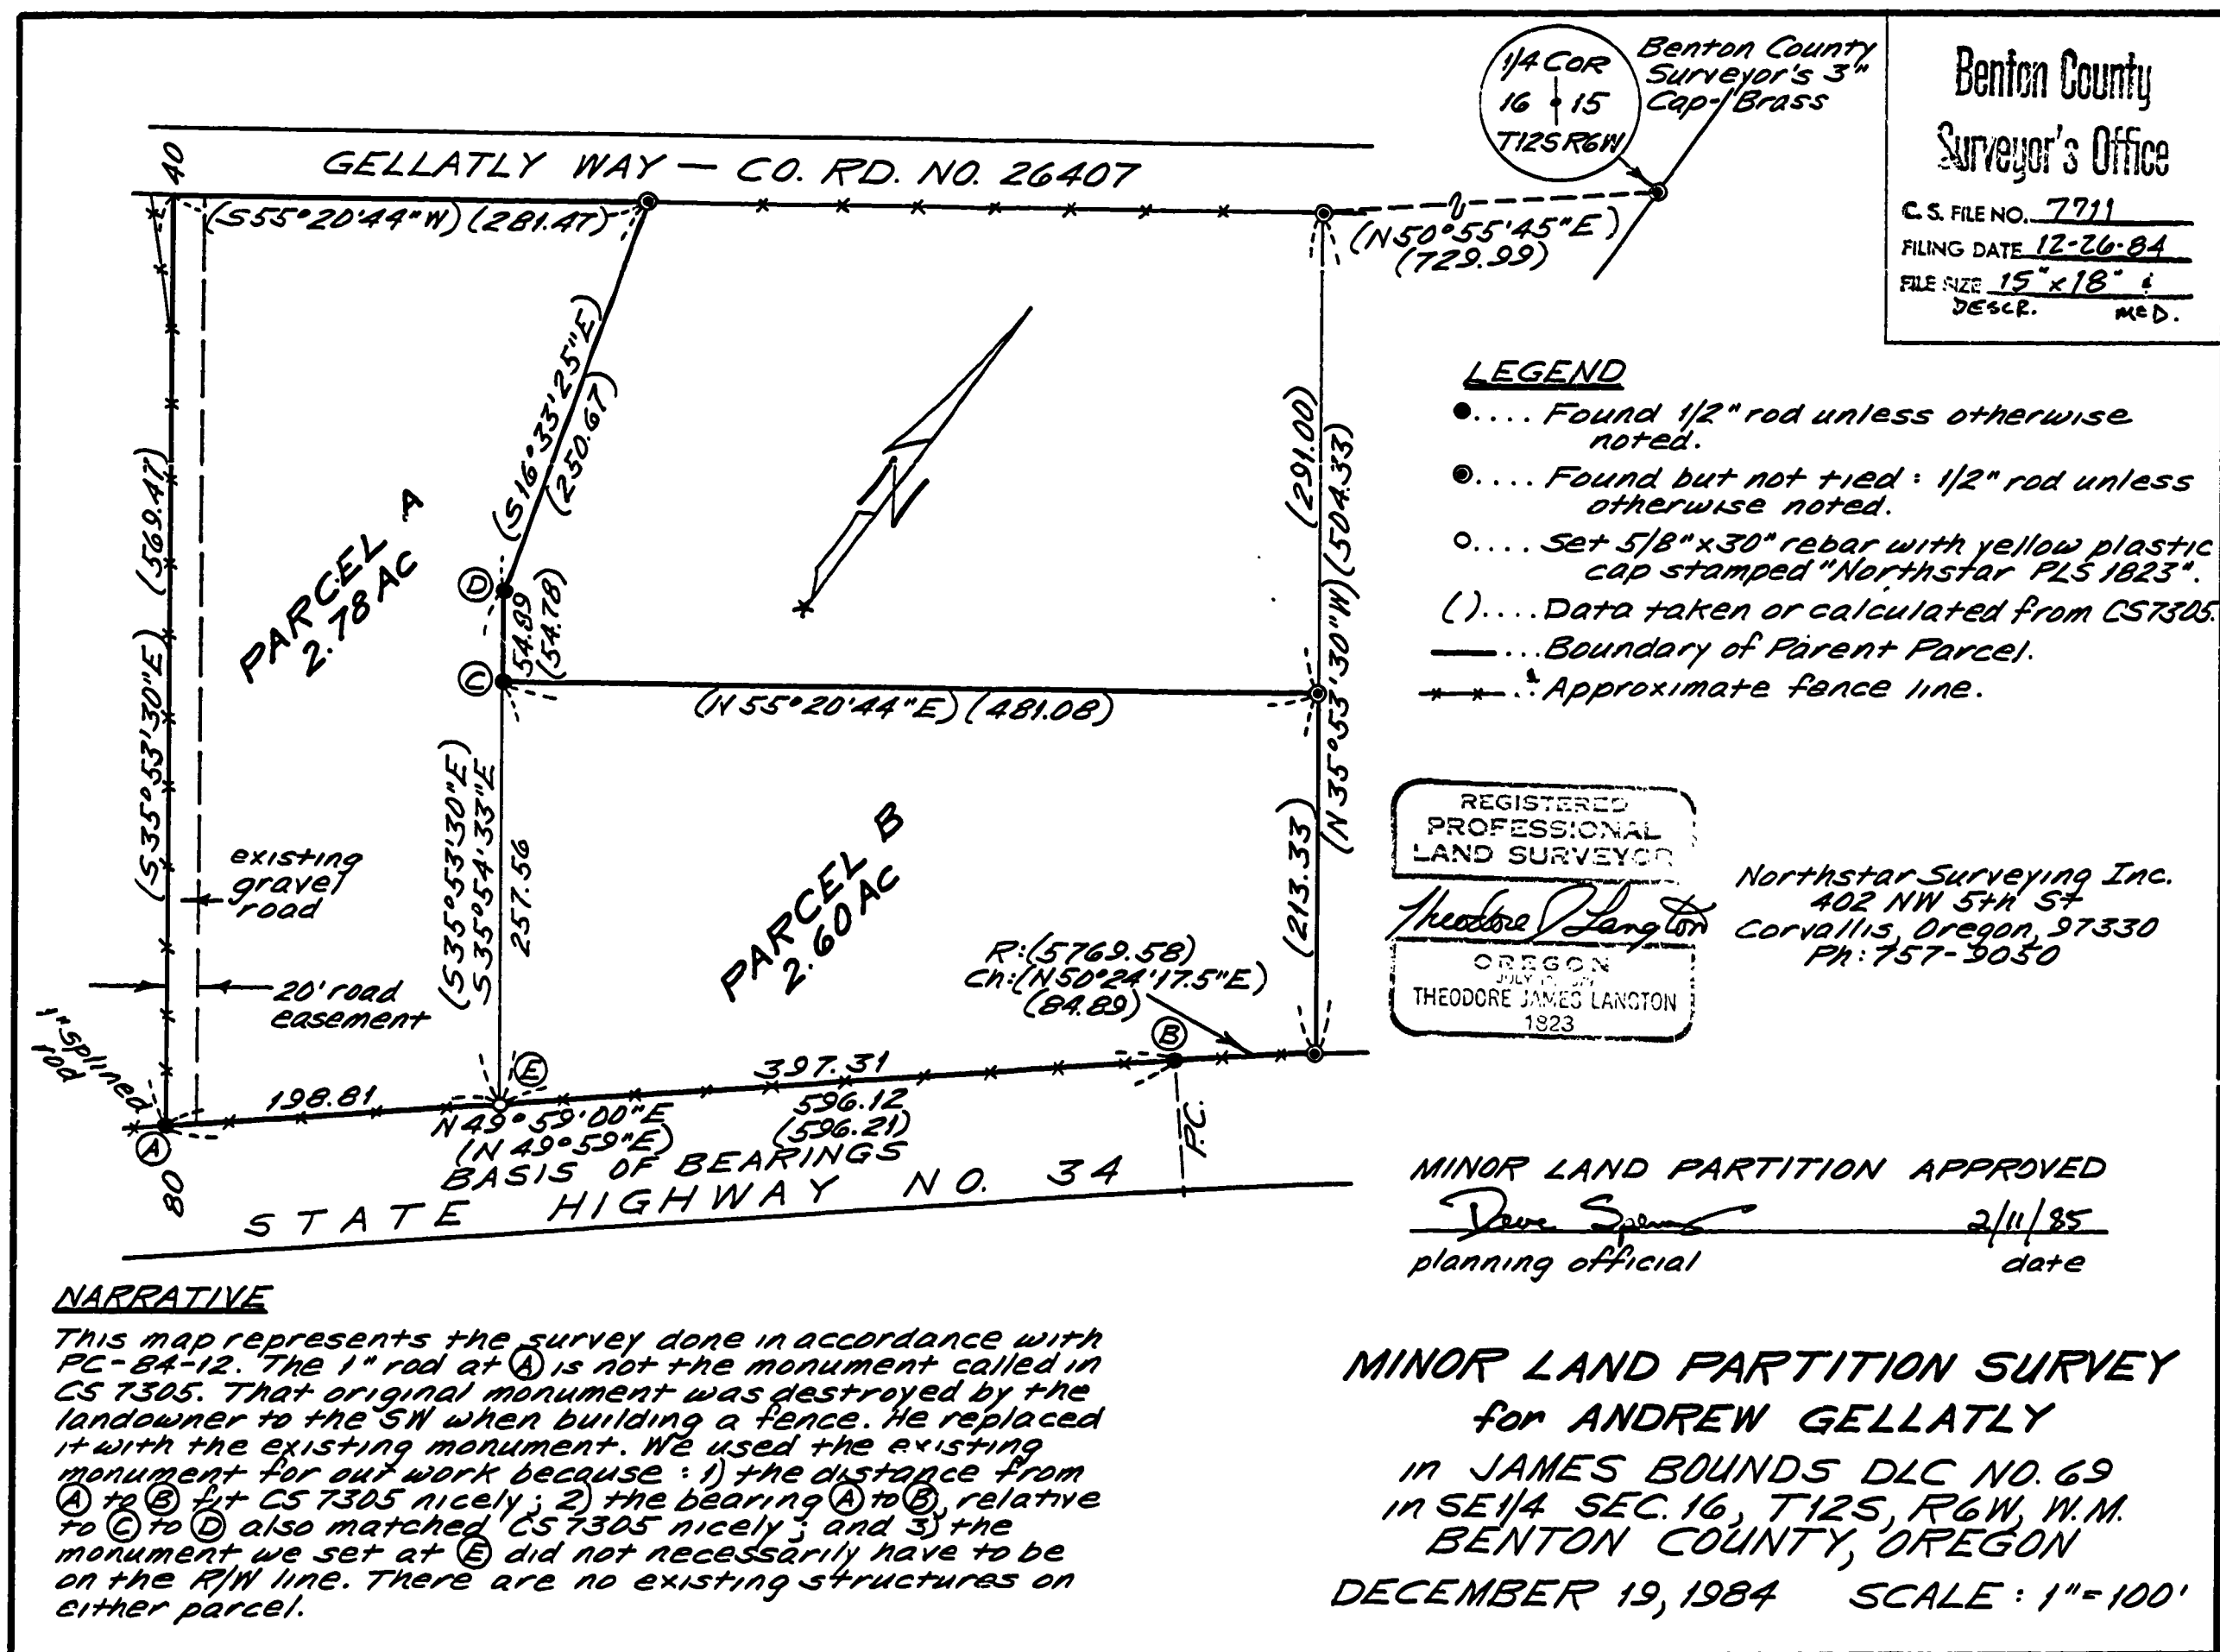 1/4 COR
16 15
T12S R6W
Benton County
Surveyor's 3"
Cap-Brass
Benton County
Surveyor's Office
C.S. FILE NO. 7711
FILING DATE 12-26-84
FILE SIZE 15" x 18" &
DESCR. McD.
40
GELLATLY WAY — CO. RD. NO. 26407
(S55°20'44"W) (281.47)
(N50°55'45"E)
(729.99)
(S16°33'25"E)
(250.67)
(291.00)
(N35°53'30"W) (504.33)
(S35°53'30"E) (569.47)
PARCEL A
2.78 AC
N
D
54.89
(54.78)
C
(N55°20'44"E) (481.08)
(S35°53'30"E)
S35°54'33"E
257.56
PARCEL B
2.60 AC
(213.33)
existing
gravel
road
20' road
easement
1" splined
rod
R:(5769.58)
Ch:(N50°24'17.5"E)
(84.89)
B
E
A
198.81
397.31
N49°59'00"E
596.12
(N49°59"E)
(596.21)
BASIS OF BEARINGS
P.C.
80
STATE HIGHWAY NO. 34
LEGEND
●.... Found 1/2" rod unless otherwise
noted.
◉.... Found but not tied: 1/2" rod unless
otherwise noted.
○.... Set 5/8"x30" rebar with yellow plastic
cap stamped "Northstar PLS 1823".
().... Data taken or calculated from CS7305.
... Boundary of Parent Parcel.
Approximate fence line.
REGISTERED
PROFESSIONAL
LAND SURVEYOR
Theodore J Langton
OREGON
JULY
THEODORE JAMES LANGTON
1823
Northstar Surveying Inc.
402 NW 5th St
Corvallis, Oregon, 97330
Ph: 757-9050
MINOR LAND PARTITION APPROVED
Dave 2/11/85
planning official date
NARRATIVE
This map represents the survey done in accordance with
PC-84-12. The 1" rod at (A) is not the monument called in
CS 7305. That original monument was destroyed by the
landowner to the SW when building a fence. He replaced
it with the existing monument. We used the existing
monument for our work because: 1) the distance from
(A) to (B) fit CS 7305 nicely; 2) the bearing (A) to (B), relative
to (C) to (D) also matched CS 7305 nicely; and 3) the
monument we set at (E) did not necessarily have to be
on the R/W line. There are no existing structures on
either parcel.
MINOR LAND PARTITION SURVEY
for ANDREW GELLATLY
in JAMES BOUNDS DLC NO. 69
in SE1/4 SEC. 16, T12S, R6W, W.M.
BENTON COUNTY, OREGON
DECEMBER 19, 1984 SCALE: 1"=100'